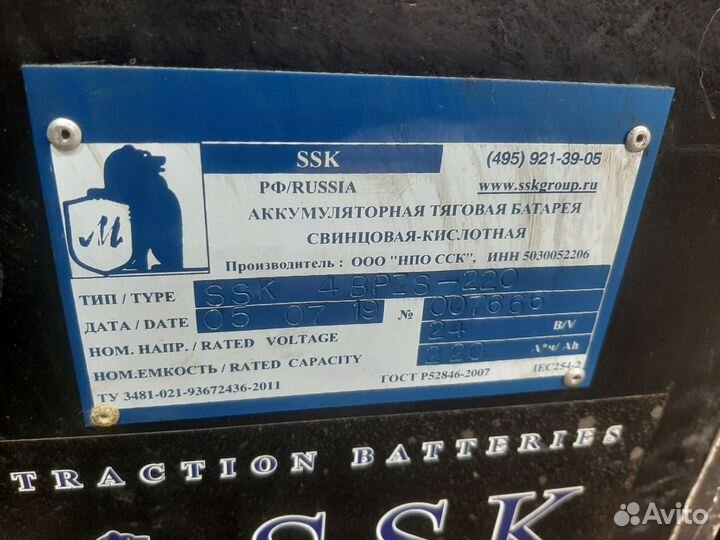 SSK (495) 921-39-05
РФ/RUSSIA www.sskgroup.ru
АККУМУЛЯТОРНАЯ ТЯГОВАЯ БАТАРЕЯ
СВИНЦОВАЯ-КИСЛОТНАЯ
Производитель : ООО "НПО ССК". ИНН 5030052206
М
ТИП / TYPE SSK 4BPZS-220
ДАТА / DATE 05 07 19 № 007666
НОМ. НАПР. / RATED VOLTAGE 24 В/V
НОМ.ЕМКОСТЬ / RATED CAPACITY 220 А*ч/ Ah
ТУ 3481-021-93672436-2011 ГОСТ Р52846-2007 IEC254-2
TRACTION BATTERIES
SSK
Avito